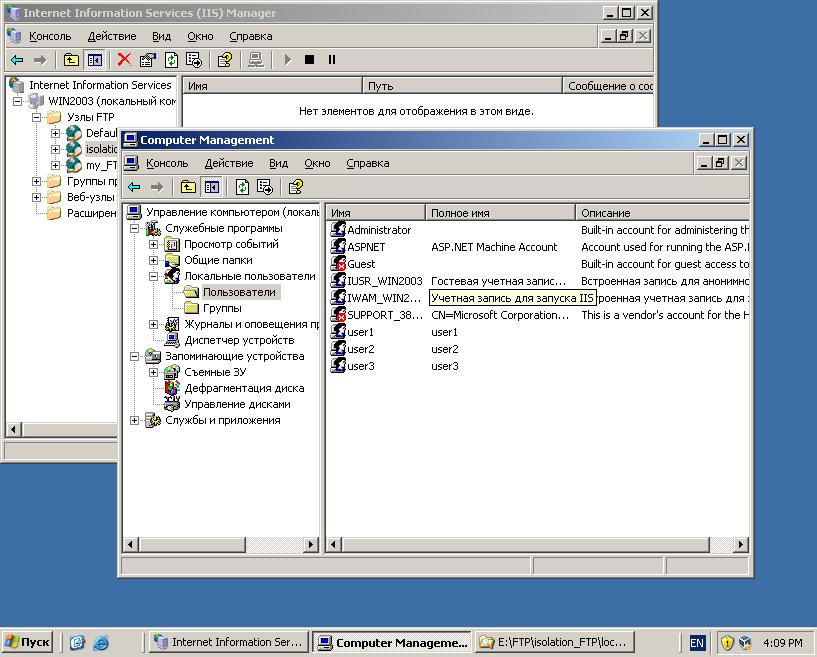 Internet Information Services (IIS) Manager
Консоль Действие Вид Окно Справка
Internet Information Services
WIN2003 (локальный ком
Узлы FTP
Defaul
isolatio
my_FT
Группы п
Веб-узлы
Расширен
Имя Путь Сообщение о сос
Нет элементов для отображения в этом виде.
Computer Management
Консоль Действие Вид Окно Справка
Управление компьютером (локаль
Служебные программы
Просмотр событий
Общие папки
Локальные пользователи
Пользователи
Группы
Журналы и оповещения п
Диспетчер устройств
Запоминающие устройства
Съемные ЗУ
Дефрагментация диска
Управление дисками
Службы и приложения
Имя Полное имя Описание
Administrator Built-in account for administering th
ASPNET ASP.NET Machine Account Account used for running the ASP.
Guest Built-in account for guest access to
IUSR_WIN2003 Гостевая учетная запис... Встроенная запись для анонимно
IWAM_WIN2... Учетная запись для запуска IIS троенная учетная запись для
SUPPORT_38... CN=Microsoft Corporation... This is a vendor's account for the H
user1 user1
user2 user2
user3 user3
Пуск Internet Information Ser... Computer Manageme... E:\FTP\isolation_FTP\loc... EN 4:09 PM